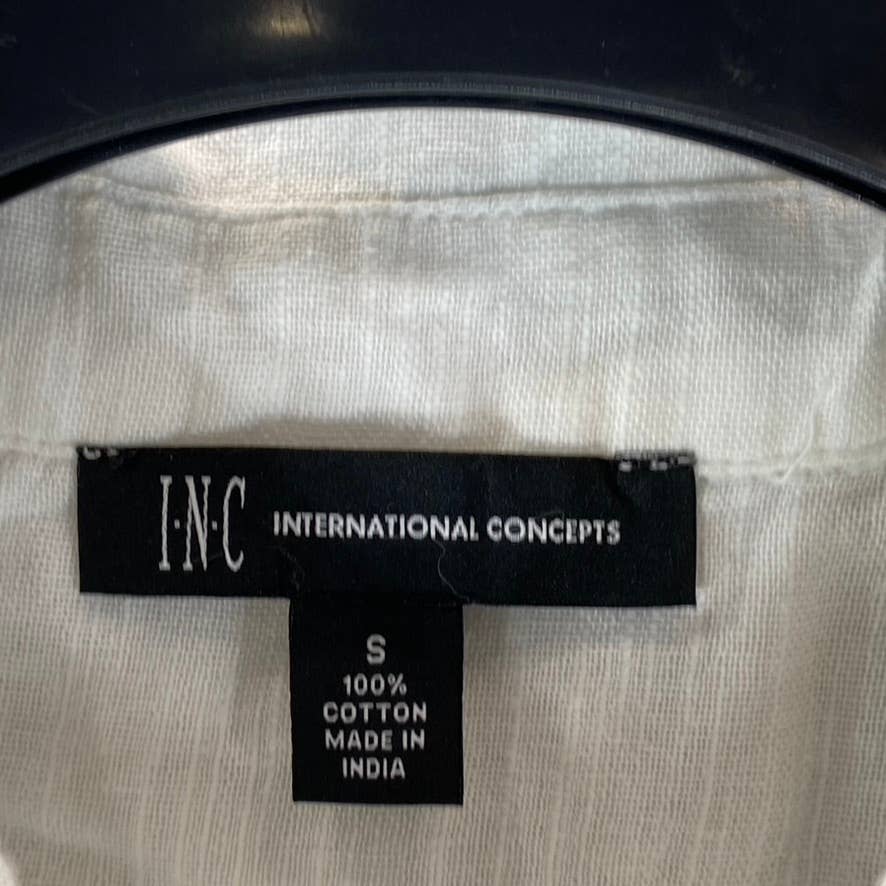 I·N·C INTERNATIONAL CONCEPTS
S
100%
COTTON
MADE IN
INDIA